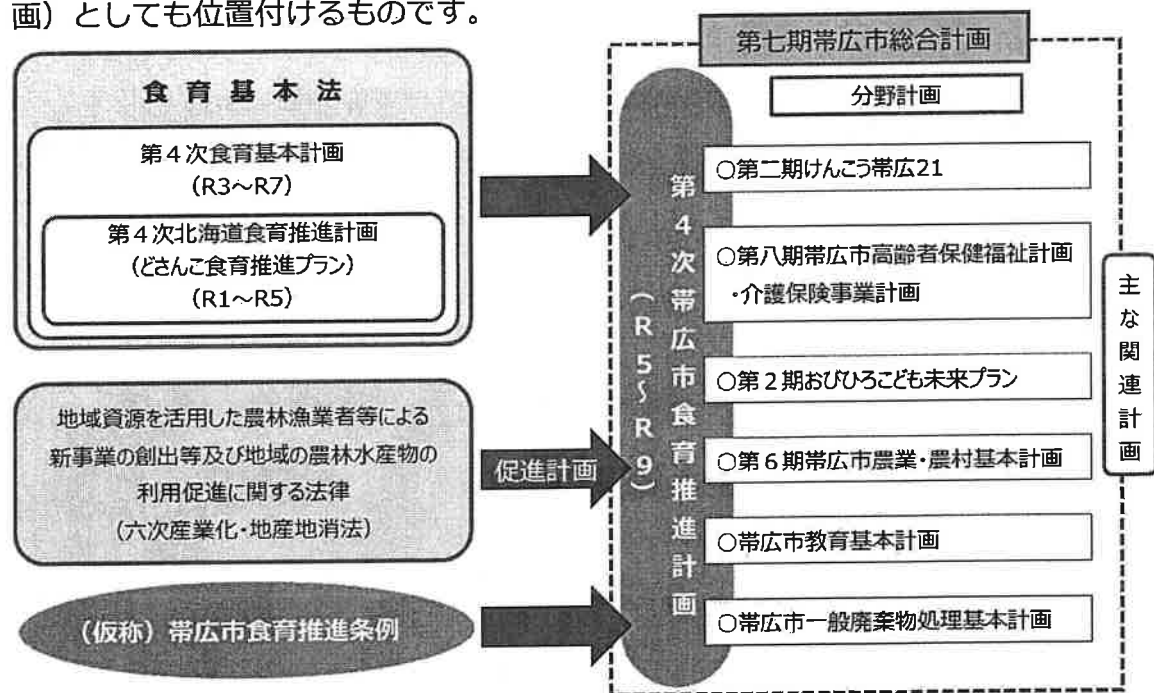 画）としても位置付けるものです。
食育基本法
第４次食育基本計画
（R3～R7）
第４次北海道食育推進計画
（どさんこ食育推進プラン）
（R1～R5）
地域資源を活用した農林漁業者等による
新事業の創出等及び地域の農林水産物の
利用促進に関する法律
（六次産業化・地産地消法）
（仮称）帯広市食育推進条例
促進計画
第七期帯広市総合計画
分野計画
第４次帯広市食育推進計画
（R5～R9）
○第二期けんこう帯広21
○第八期帯広市高齢者保健福祉計画
・介護保険事業計画
○第２期おびひろこども未来プラン
○第６期帯広市農業・農村基本計画
○帯広市教育基本計画
○帯広市一般廃棄物処理基本計画
主な関連計画